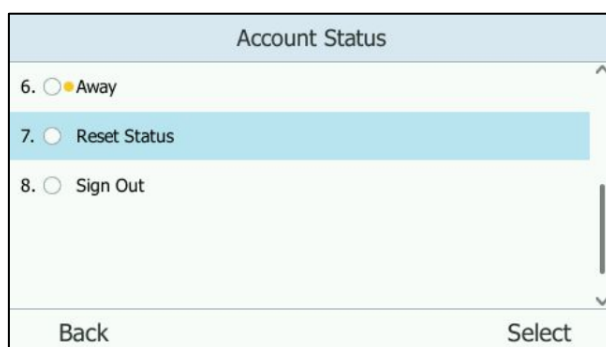 Account Status
6. Away
7. Reset Status
8. Sign Out
Back Select